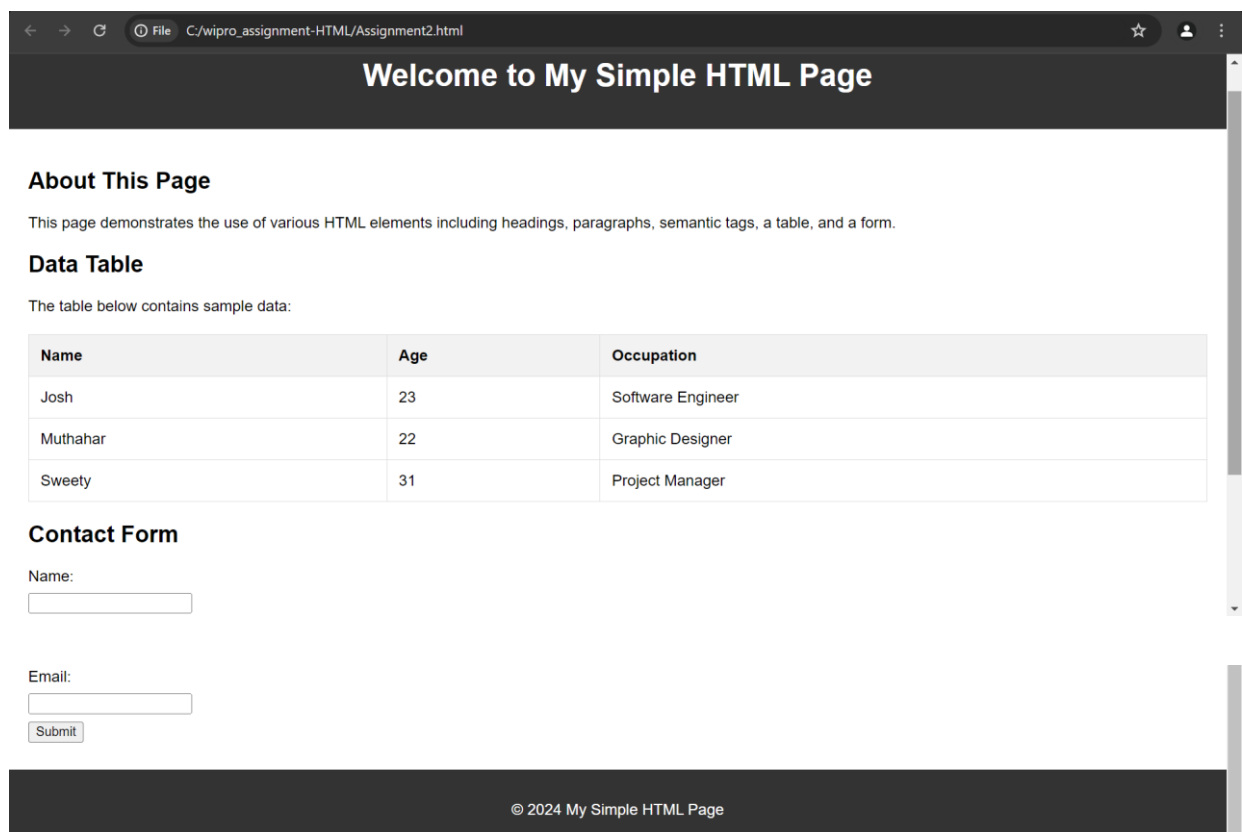 File C:/wipro_assignment-HTML/Assignment2.html
Welcome to My Simple HTML Page
About This Page
This page demonstrates the use of various HTML elements including headings, paragraphs, semantic tags, a table, and a form.
Data Table
The table below contains sample data:
Name Age Occupation
Josh 23 Software Engineer
Muthahar 22 Graphic Designer
Sweety 31 Project Manager
Contact Form
Name:
Email:
Submit
© 2024 My Simple HTML Page